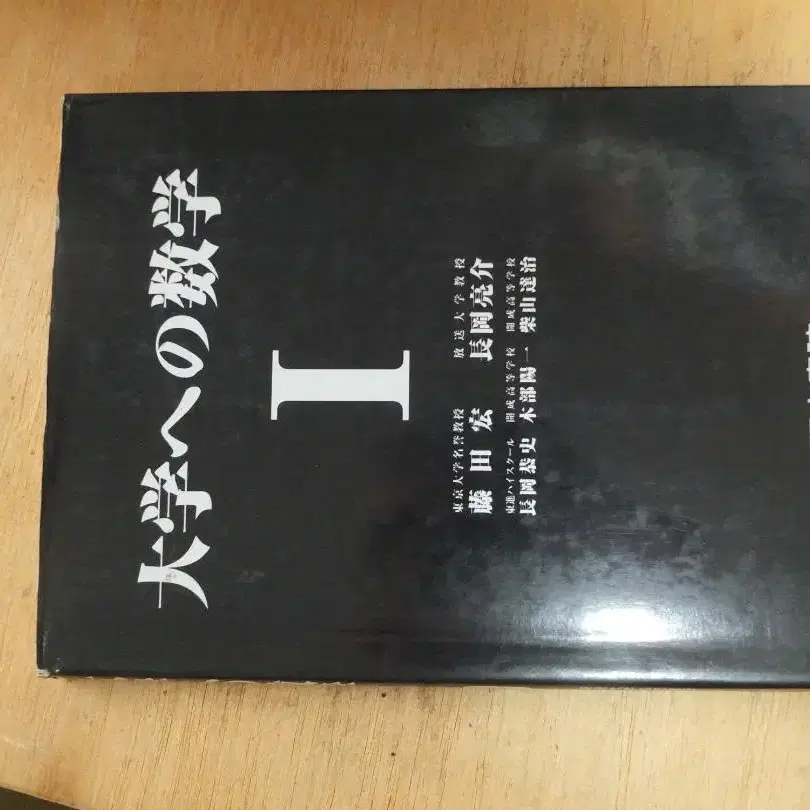 大学への数学
I
東京大学名誉教授 放送大学教授
藤田宏 長岡亮介
東進ハイスクール 開成高等学校 開成高等学校
長岡恭史 木部陽一 柴山達治